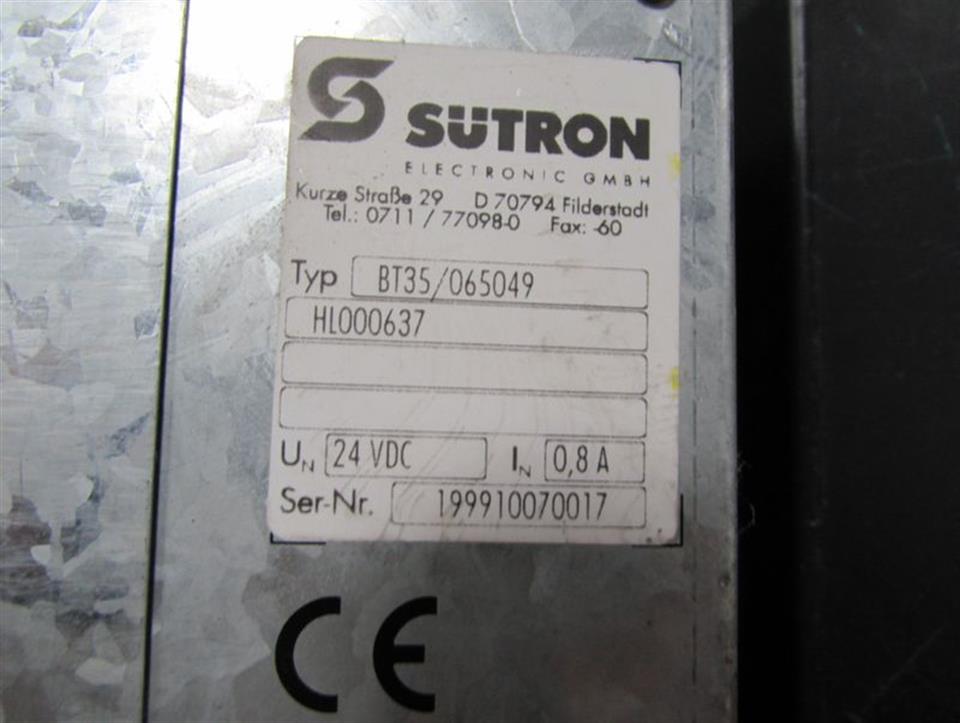 SÜTRON
ELECTRONIC GMBH
Kurze Straße 29 D 70794 Filderstadt
Tel.: 0711 / 77098-0 Fax: -60
Typ BT35/065049
HL000637
UN 24 VDC IN 0,8 A
Ser-Nr. 199910070017
CE